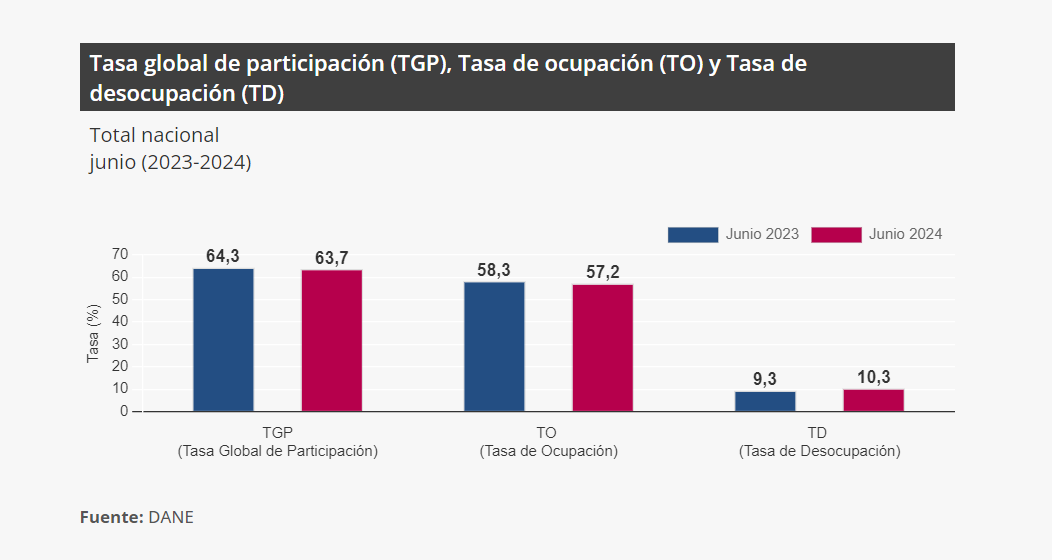 Tasa global de participación (TGP), Tasa de ocupación (TO) y Tasa de
desocupación (TD)
Total nacional
junio (2023-2024)
Junio 2023
Junio 2024
Tasa (%)
70
60
50
40
30
20
10
0
64,3
63,7
58,3
57,2
9,3
10,3
TGP
(Tasa Global de Participación)
TO
(Tasa de Ocupación)
TD
(Tasa de Desocupación)
Fuente: DANE